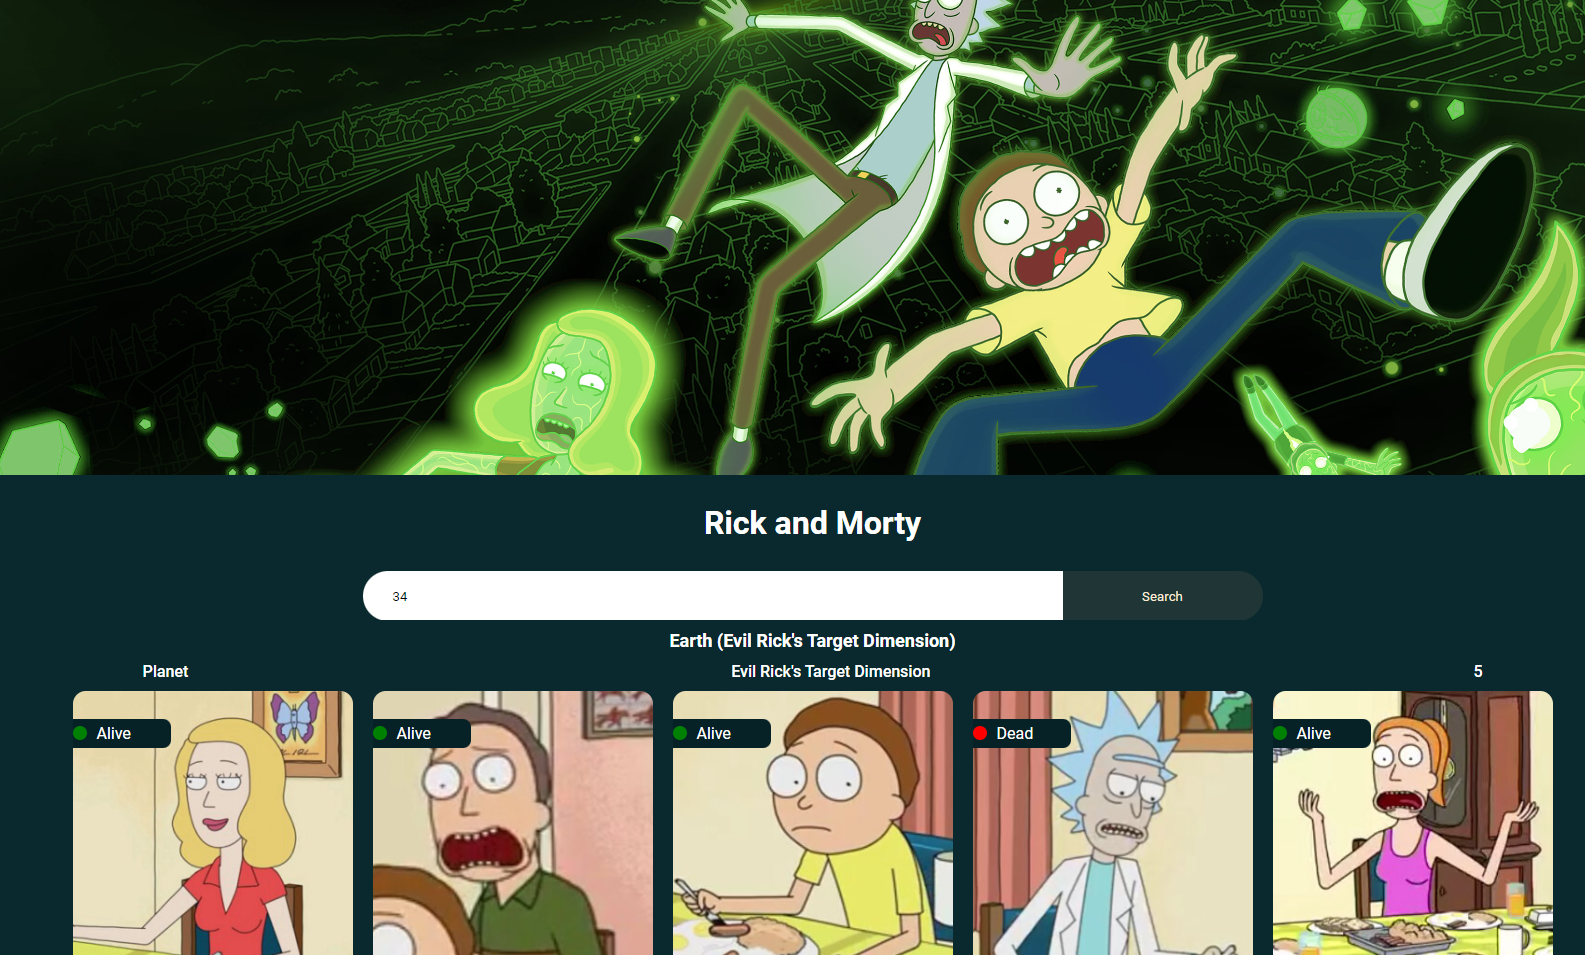 Rick and Morty
34
Search
Earth (Evil Rick's Target Dimension)
Planet Evil Rick's Target Dimension 5
Alive Alive Alive Dead Alive